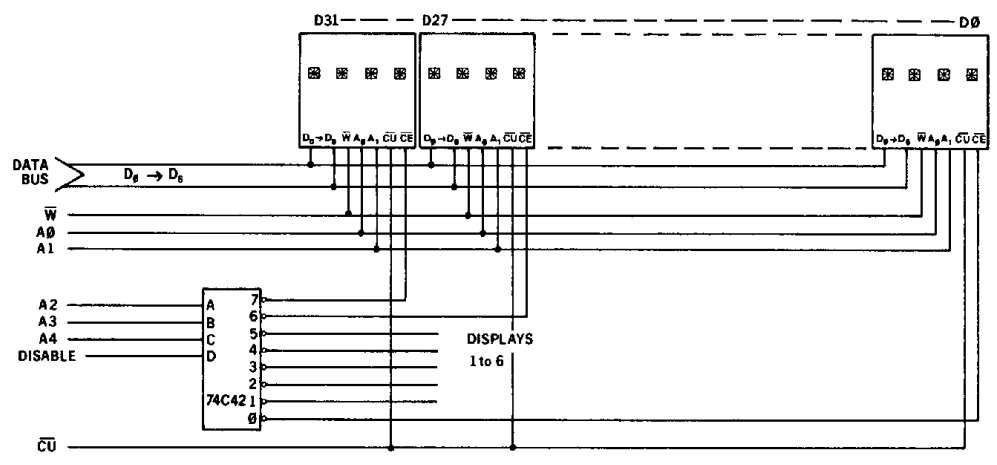 D31 D27 DØ
D₀→D₆ W̅ A₀ A₁ C̅U̅ C̅E̅ D₀→D₆ W̅ A₀ A₁ C̅U̅ C̅E̅ D₀→D₆ W̅ A₀ A₁ C̅U̅ C̅E̅
DATA
BUS
D₀ → D₆
W̅
AØ
A1
A2 A 7
A3 B 6
A4 C 5 DISPLAYS
DISABLE D 4 1 to 6
3
2
74C42 1
Ø
C̅U̅